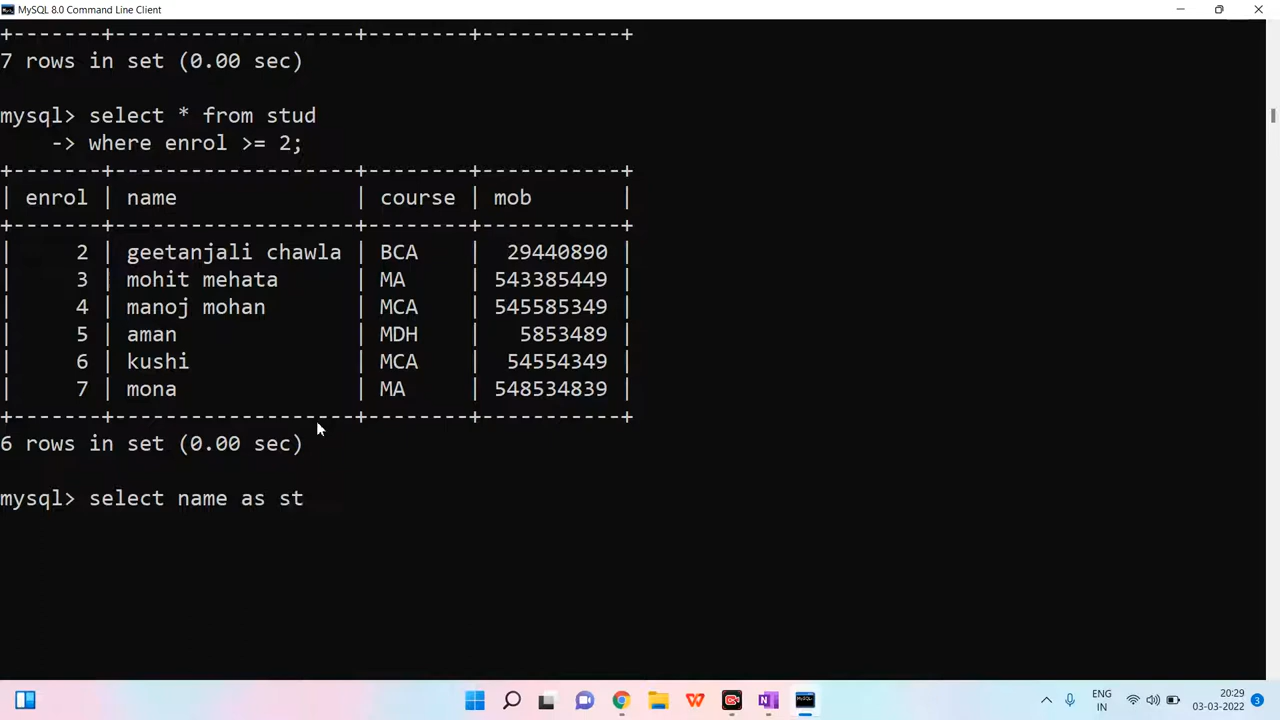 MySQL 8.0 Command Line Client
+-------+--------------------+--------+-----------+
7 rows in set (0.00 sec)
mysql> select * from stud
    -> where enrol >= 2;
+-------+-------------------+--------+-----------+
| enrol | name              | course | mob       |
+-------+-------------------+--------+-----------+
|     2 | geetanjali chawla | BCA    |  29440890 |
|     3 | mohit mehata      | MA     | 543385449 |
|     4 | manoj mohan       | MCA    | 545585349 |
|     5 | aman              | MDH    |   5853489 |
|     6 | kushi             | MCA    |  54554349 |
|     7 | mona              | MA     | 548534839 |
+-------+-------------------+--------+-----------+
6 rows in set (0.00 sec)
mysql> select name as st
ENG
IN
20:29
03-03-2022
3